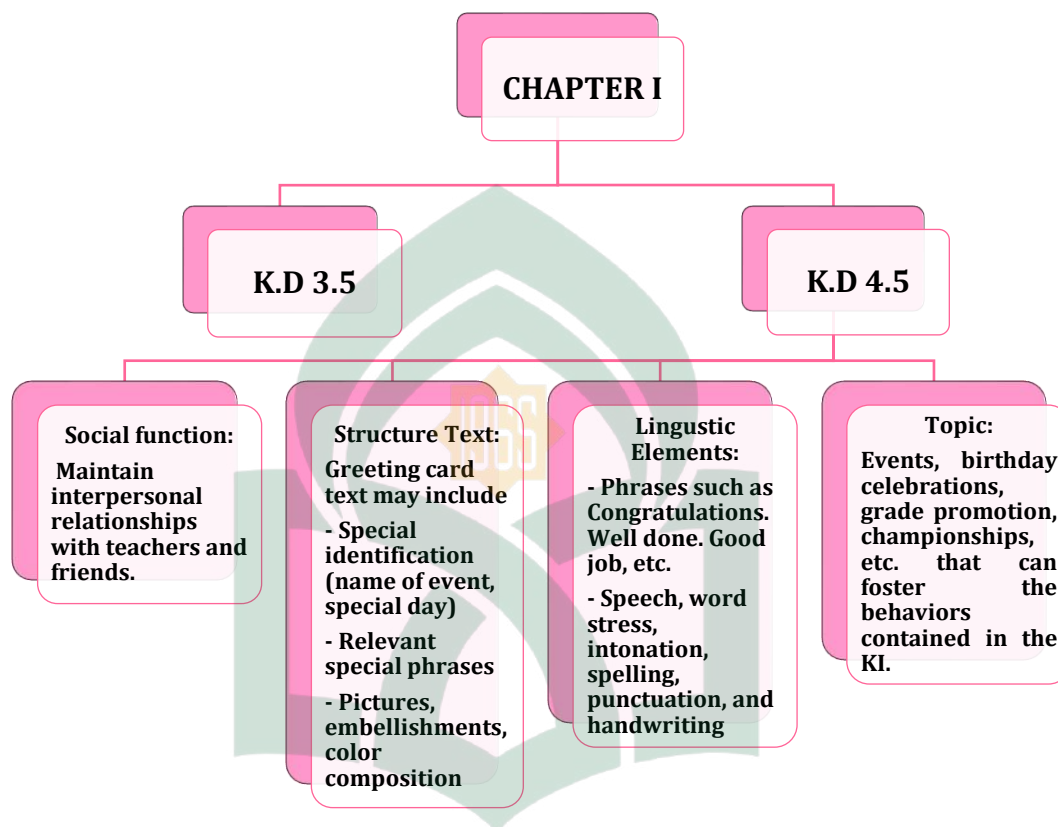 CHAPTER I
K.D 3.5
K.D 4.5
Social function:
Maintain
interpersonal
relationships
with teachers and
friends.
Structure Text:
Greeting card
text may include
- Special
identification
(name of event,
special day)
- Relevant
special phrases
- Pictures,
embellishments,
color
composition
Lingustic
Elements:
- Phrases such as
Congratulations.
Well done. Good
job, etc.
- Speech, word
stress,
intonation,
spelling,
punctuation, and
handwriting
Topic:
Events, birthday
celebrations,
grade promotion,
championships,
etc. that can
foster the
behaviors
contained in the
KI.